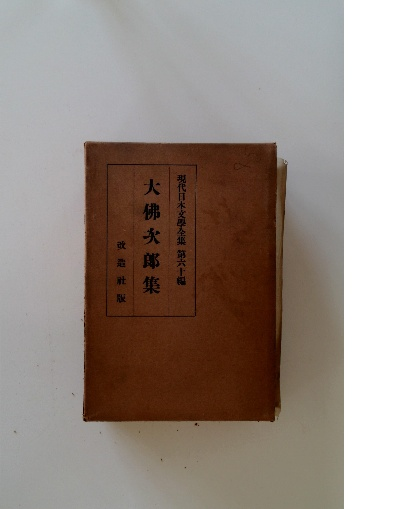 現代日本文學全集 第六十編
大佛次郎集
改造社版